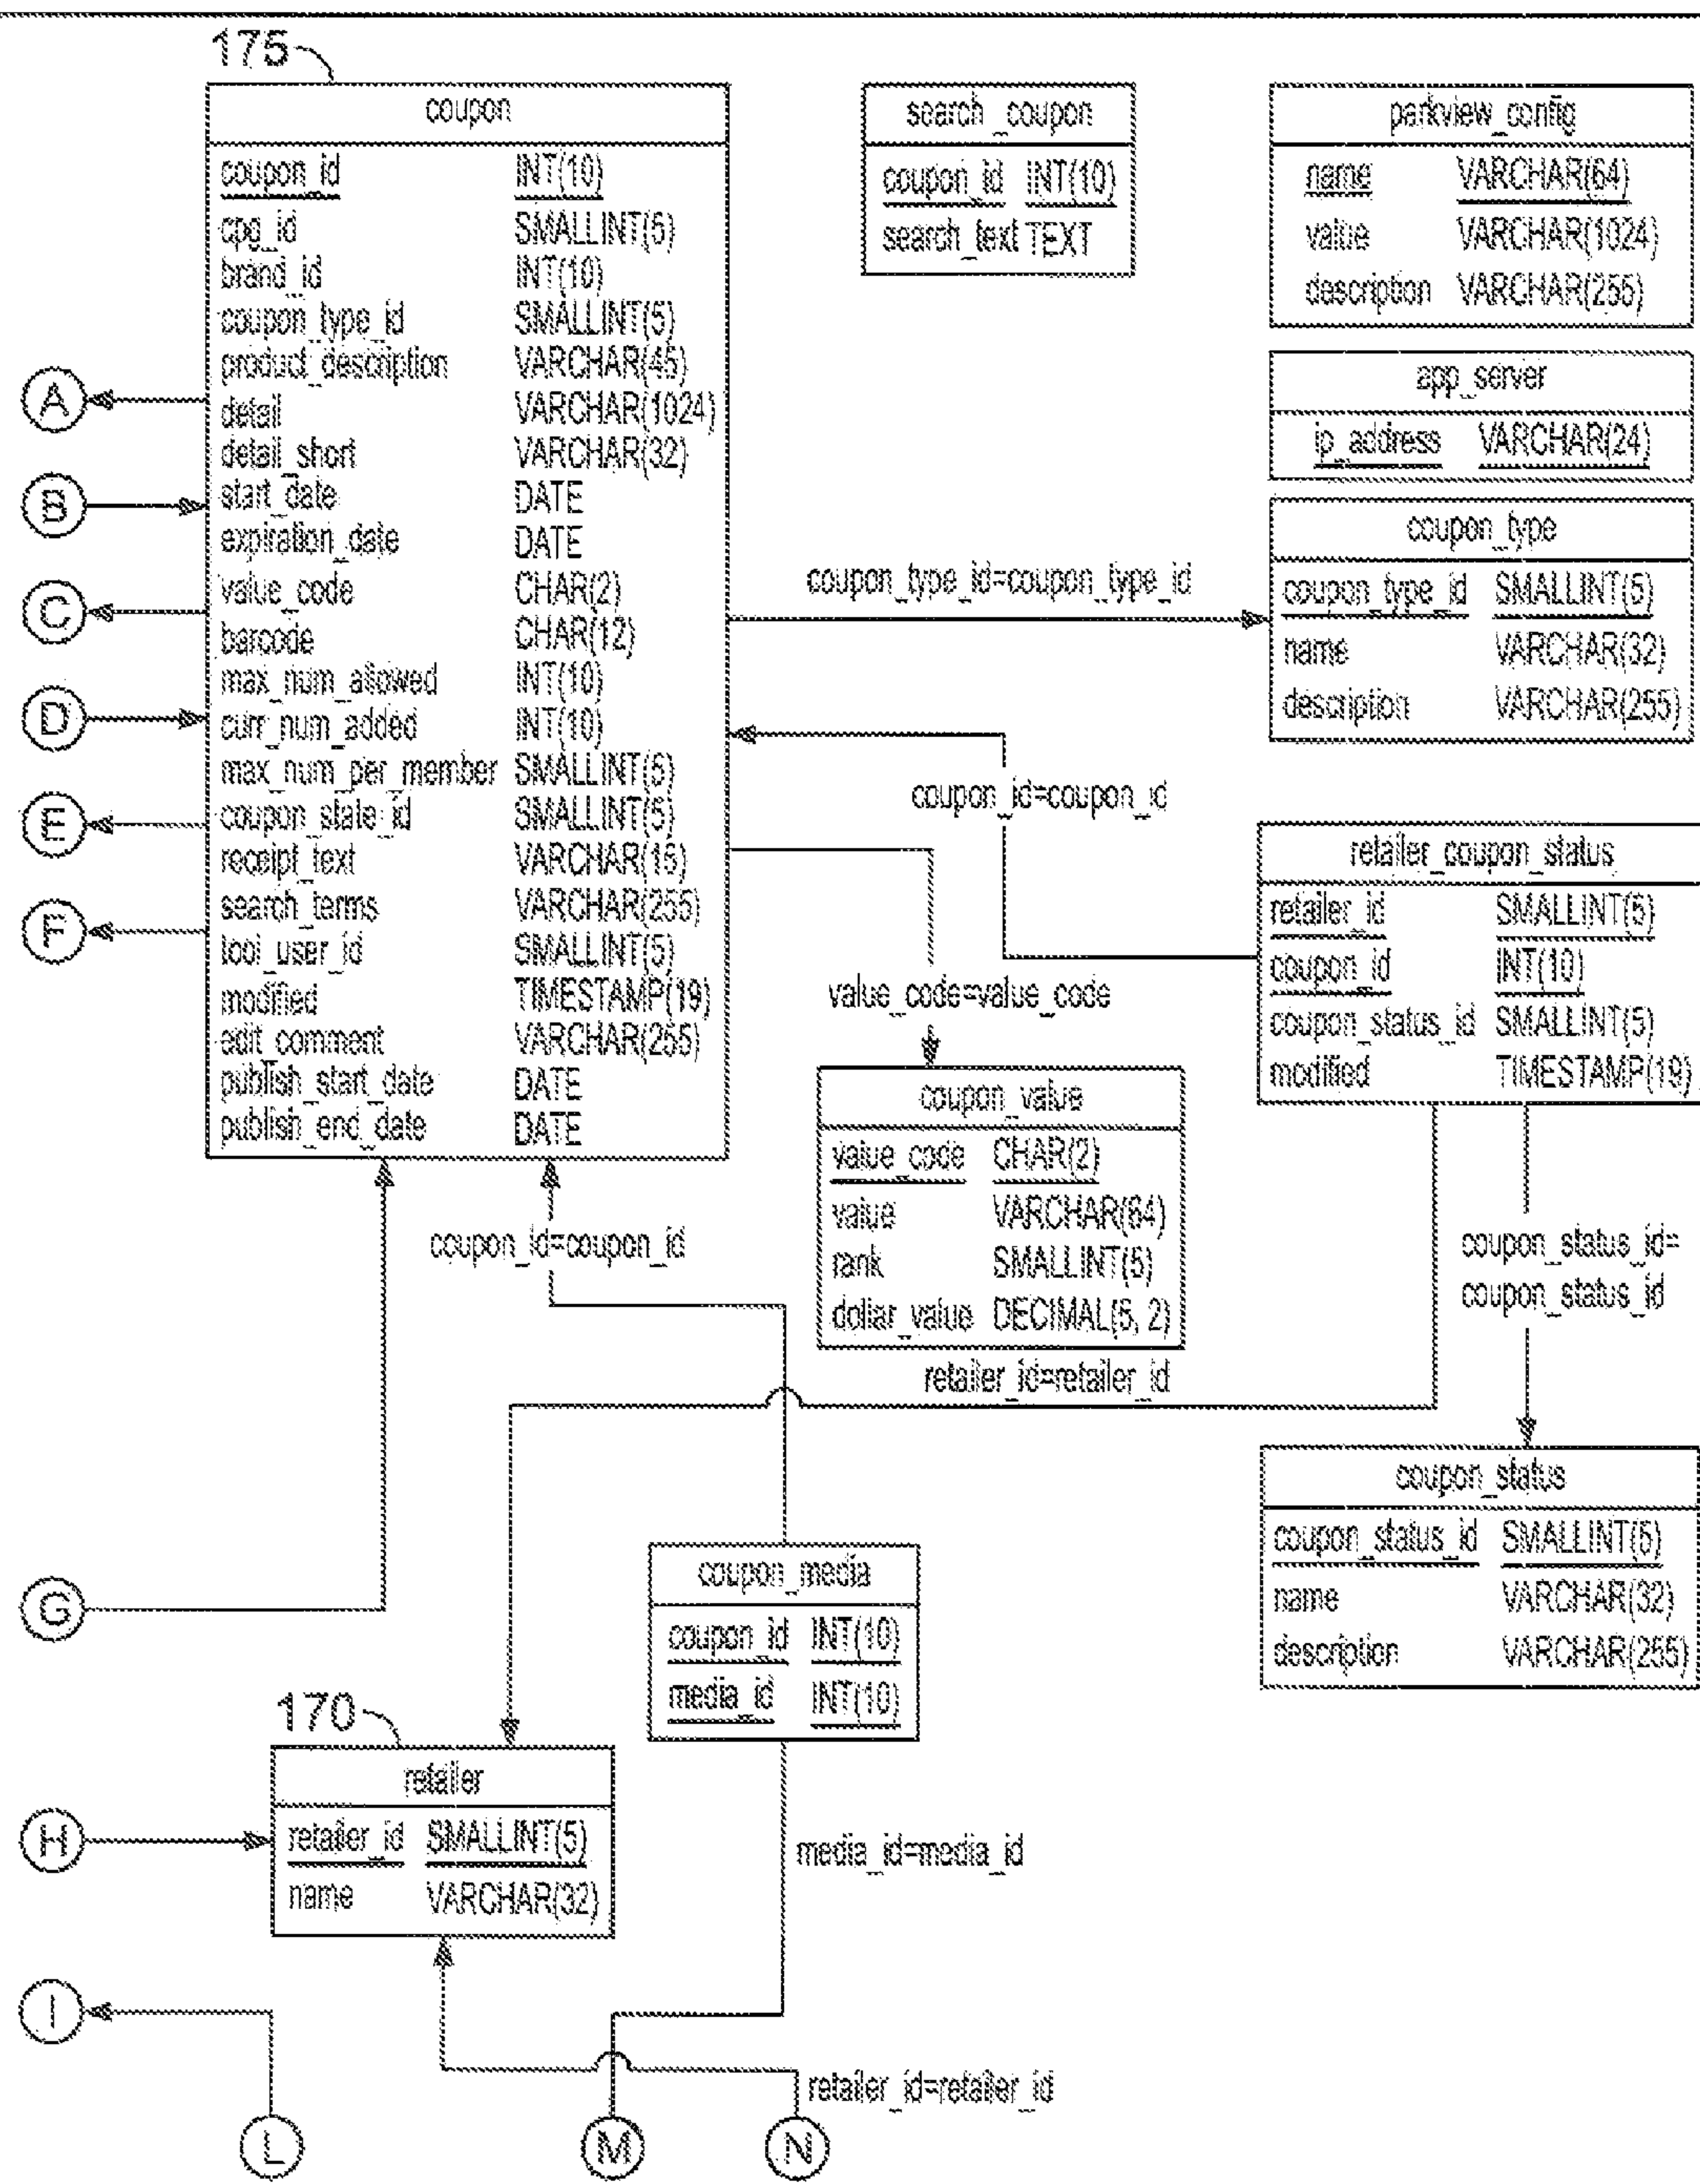 175
coupon
coupon_id INT(10)
cpg_id SMALLINT(5)
brand_id INT(10)
coupon_type_id SMALLINT(5)
product_description VARCHAR(45)
detail VARCHAR(1024)
detail_short VARCHAR(32)
start_date DATE
expiration_date DATE
value_code CHAR(2)
barcode CHAR(12)
max_num_allowed INT(10)
curr_num_added INT(10)
max_num_per_member SMALLINT(5)
coupon_state_id SMALLINT(5)
receipt_text VARCHAR(16)
search_terms VARCHAR(255)
tool_user_id SMALLINT(5)
modified TIMESTAMP(19)
edit_comment VARCHAR(255)
publish_start_date DATE
publish_end_date DATE
search_coupon
coupon_id INT(10)
search_text TEXT
parkview_config
name VARCHAR(64)
value VARCHAR(1024)
description VARCHAR(255)
app_server
ip_address VARCHAR(24)
coupon_type
coupon_type_id SMALLINT(5)
name VARCHAR(32)
description VARCHAR(255)
A
B
C
D
E
F
coupon_type_id=coupon_type_id
coupon_id=coupon_id
retailer_coupon_status
retailer_id SMALLINT(5)
coupon_id INT(10)
coupon_status_id SMALLINT(5)
modified TIMESTAMP(19)
value_code=value_code
coupon_value
value_code CHAR(2)
value VARCHAR(64)
rank SMALLINT(5)
dollar_value DECIMAL(5, 2)
coupon_id=coupon_id
coupon_status_id=
coupon_status_id
retailer_id=retailer_id
coupon_status
coupon_status_id SMALLINT(5)
name VARCHAR(32)
description VARCHAR(255)
coupon_media
coupon_id INT(10)
media_id INT(10)
G
170
retailer
retailer_id SMALLINT(5)
name VARCHAR(32)
H
media_id=media_id
I
retailer_id=retailer_id
L
M
N